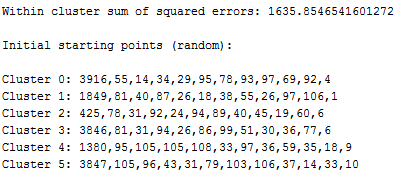 Within cluster sum of squared errors: 1635.8546541601272
Initial starting points (random):
Cluster 0: 3916,55,14,34,29,95,78,93,97,69,92,4
Cluster 1: 1849,81,40,87,26,18,38,55,26,97,106,1
Cluster 2: 425,78,31,92,24,94,89,40,45,19,60,6
Cluster 3: 3846,81,31,94,26,86,99,51,30,36,77,6
Cluster 4: 1380,95,105,105,108,33,97,36,59,35,18,9
Cluster 5: 3847,105,96,43,31,79,103,106,37,14,33,10